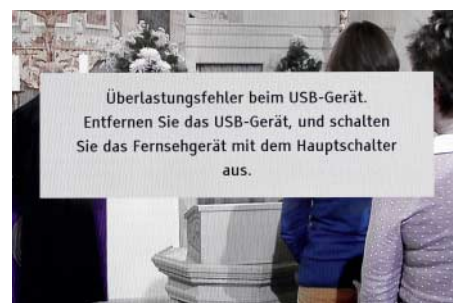 Überlastungsfehler beim USB-Gerät.
Entfernen Sie das USB-Gerät, und schalten
Sie das Fernsehgerät mit dem Hauptschalter
aus.